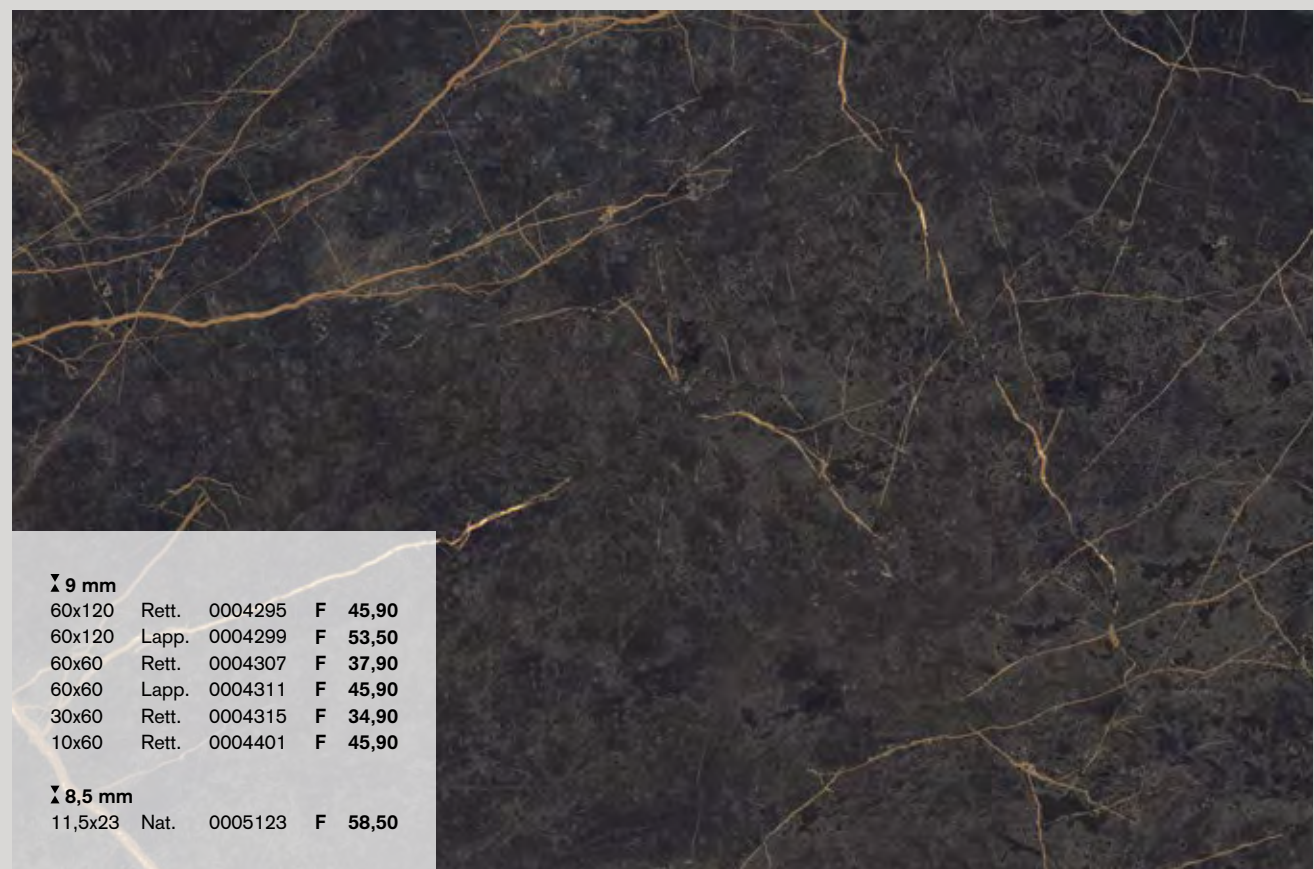 9 mm
60x120 Rett. 0004295 F 45,90
60x120 Lapp. 0004299 F 53,50
60x60 Rett. 0004307 F 37,90
60x60 Lapp. 0004311 F 45,90
30x60 Rett. 0004315 F 34,90
10x60 Rett. 0004401 F 45,90
8,5 mm
11,5x23 Nat. 0005123 F 58,50